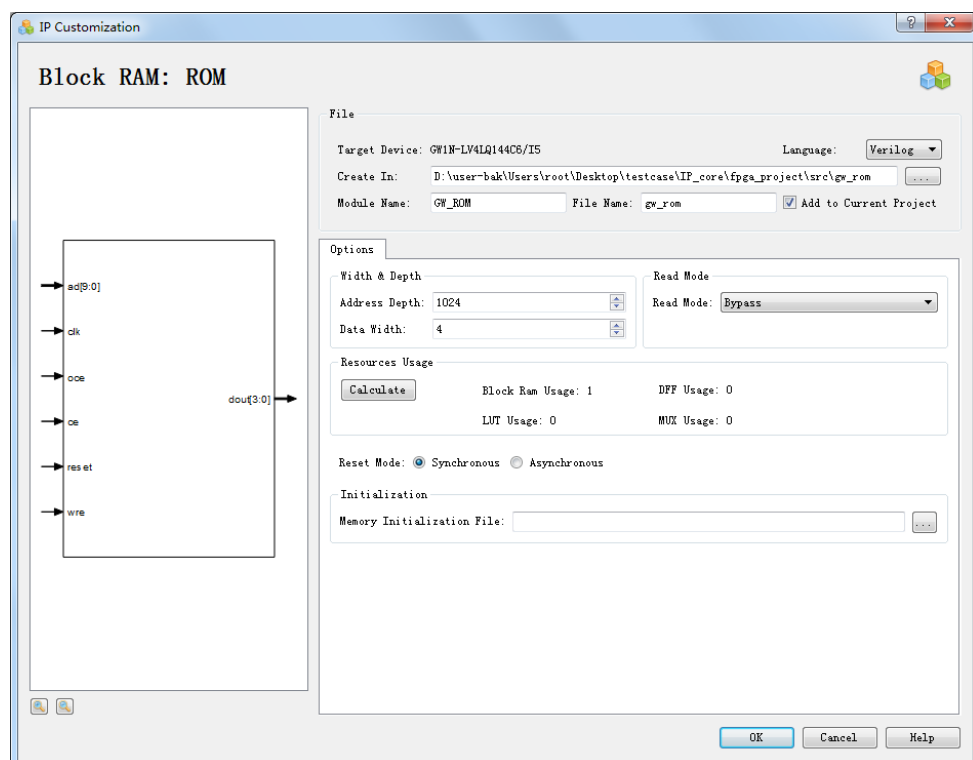 IP Customization
Block RAM: ROM
File
Target Device: GW1N-LV4LQ144C6/I5 Language: Verilog
Create In: D:\user-bak\Users\root\Desktop\testcase\IP_core\fpga_project\src\gw_rom ...
Module Name: GW_ROM File Name: gw_rom Add to Current Project
Options
Width & Depth
Address Depth: 1024
Data Width: 4
Read Mode
Read Mode: Bypass
Resources Usage
Calculate Block Ram Usage: 1 DFF Usage: 0
LUT Usage: 0 MUX Usage: 0
Reset Mode: Synchronous Asynchronous
Initialization
Memory Initialization File: ...
ad[9:0]
clk
oce
ce
reset
wre
dout[3:0]
OK Cancel Help